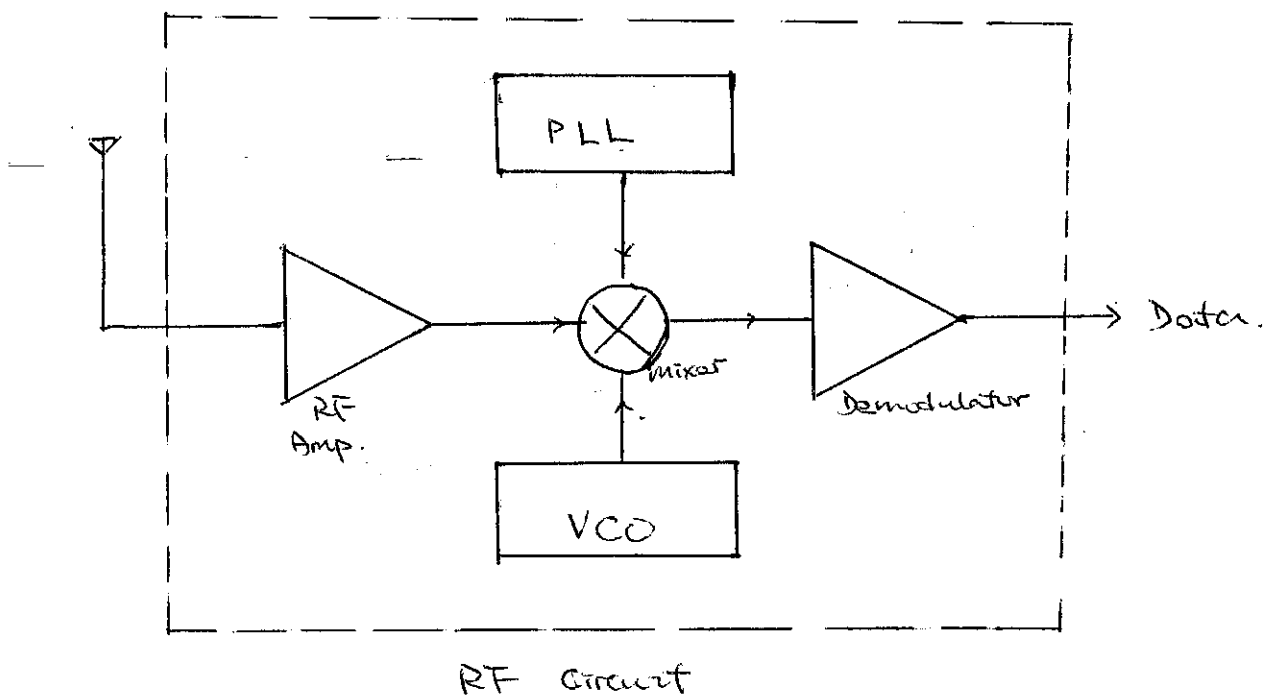 PLL
RF
Amp.
mixer
Demodulator
Data.
VCO
RF Circuit